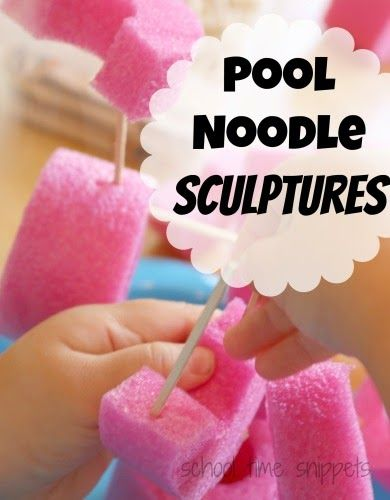 Pool
Noodle
Sculptures
school time snippets